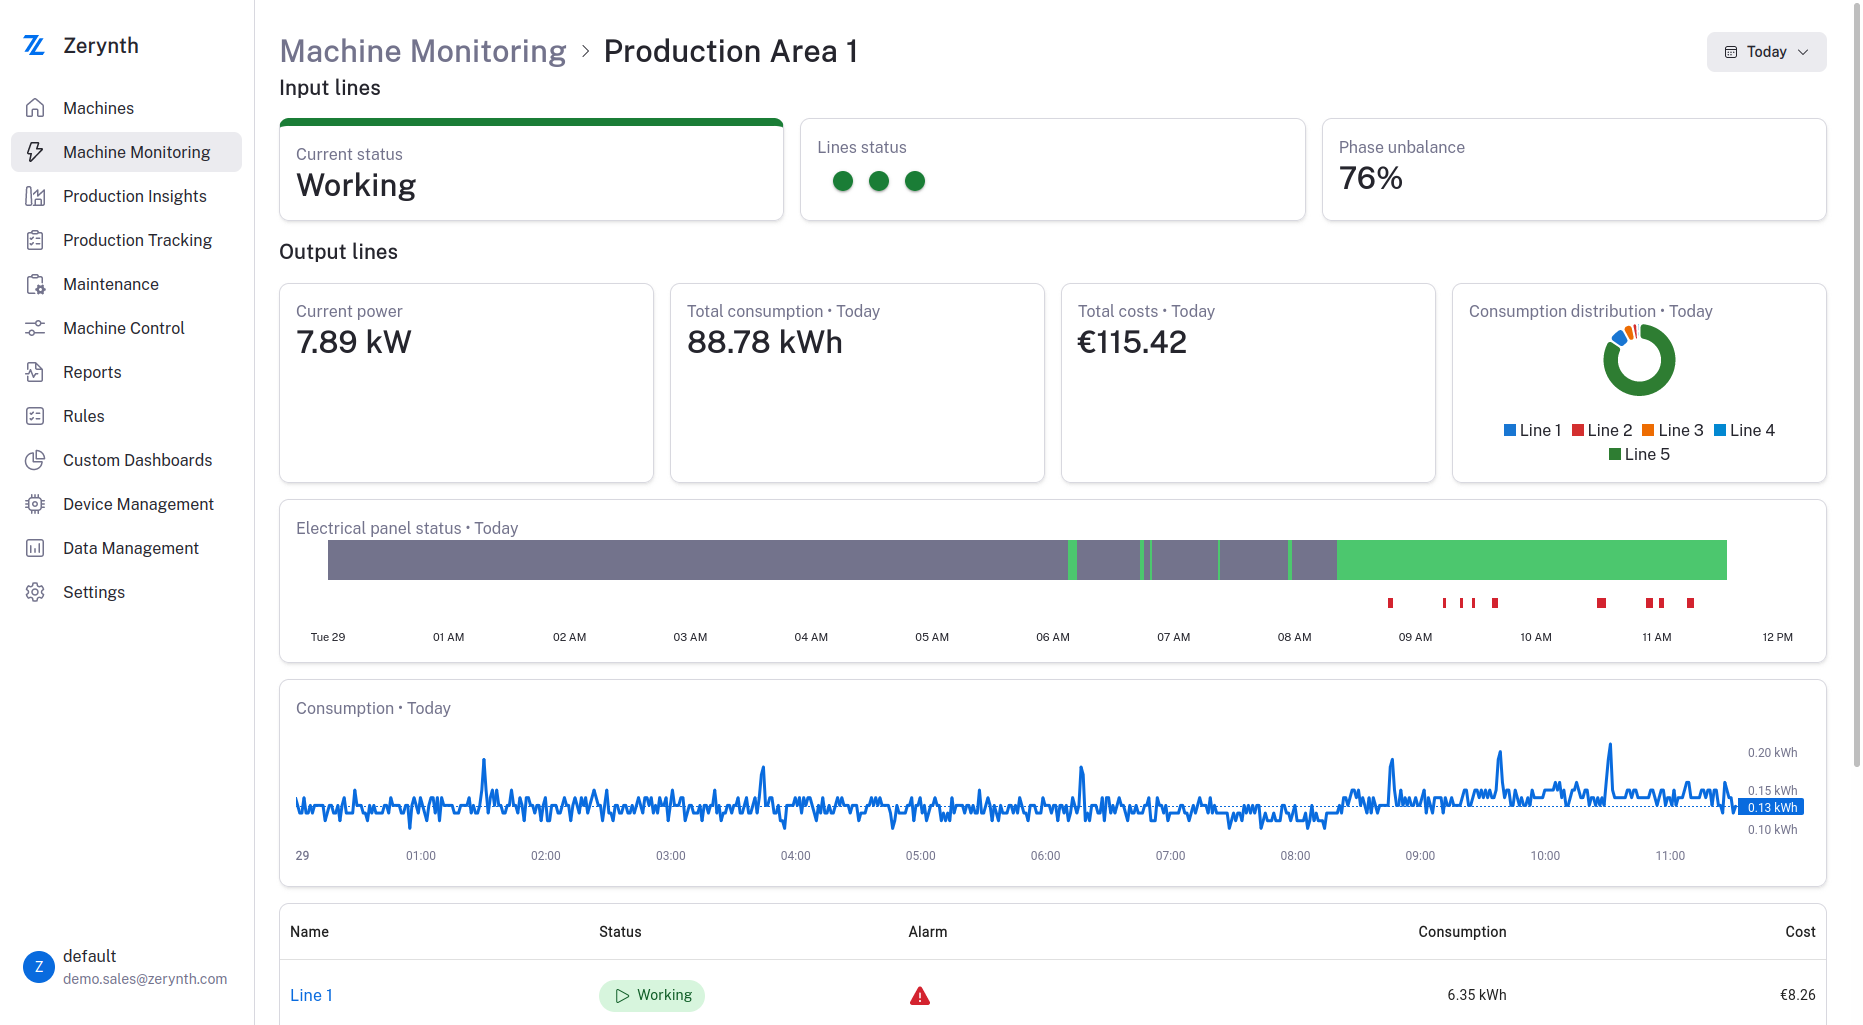 Zerynth
Machines
Machine Monitoring
Production Insights
Production Tracking
Maintenance
Machine Control
Reports
Rules
Custom Dashboards
Device Management
Data Management
Settings
Z
default
demo.sales@zerynth.com
Machine Monitoring > Production Area 1
Today
Input lines
Current status
Working
Lines status
Phase unbalance
76%
Output lines
Current power
7.89 kW
Total consumption • Today
88.78 kWh
Total costs • Today
€115.42
Consumption distribution • Today
Line 1 Line 2 Line 3 Line 4
Line 5
Electrical panel status • Today
Tue 29 01 AM 02 AM 03 AM 04 AM 05 AM 06 AM 07 AM 08 AM 09 AM 10 AM 11 AM 12 PM
Consumption • Today
0.20 kWh
0.15 kWh
0.13 kWh
0.10 kWh
29 01:00 02:00 03:00 04:00 05:00 06:00 07:00 08:00 09:00 10:00 11:00
Name Status Alarm Consumption Cost
Line 1 Working 6.35 kWh €8.26